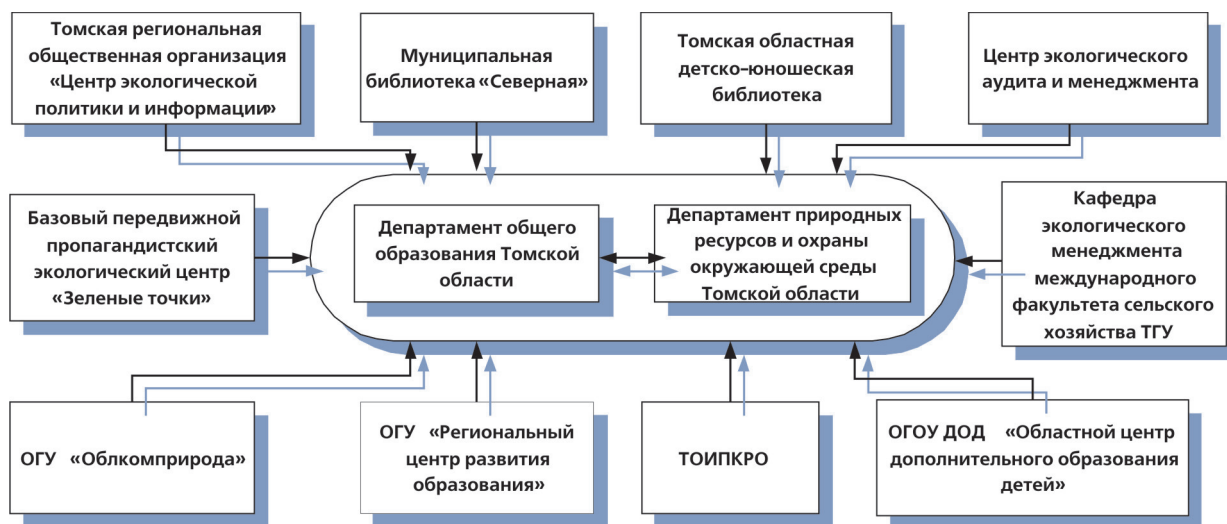 Томская региональная
общественная организация
«Центр экологической
политики и информации»
Муниципальная
библиотека «Северная»
Томская областная
детско-юношеская
библиотека
Центр экологического
аудита и менеджмента
Базовый передвижной
пропагандистский
экологический центр
«Зеленые точки»
Департамент общего
образования Томской
области
Департамент природных
ресурсов и охраны
окружающей среды
Томской области
Кафедра
экологического
менеджмента
международного
факультета сельского
хозяйства ТГУ
ОГУ «Облкомприрода»
ОГУ «Региональный
центр развития
образования»
ТОИПКРО
ОГОУ ДОД «Областной центр
дополнительного образования
детей»